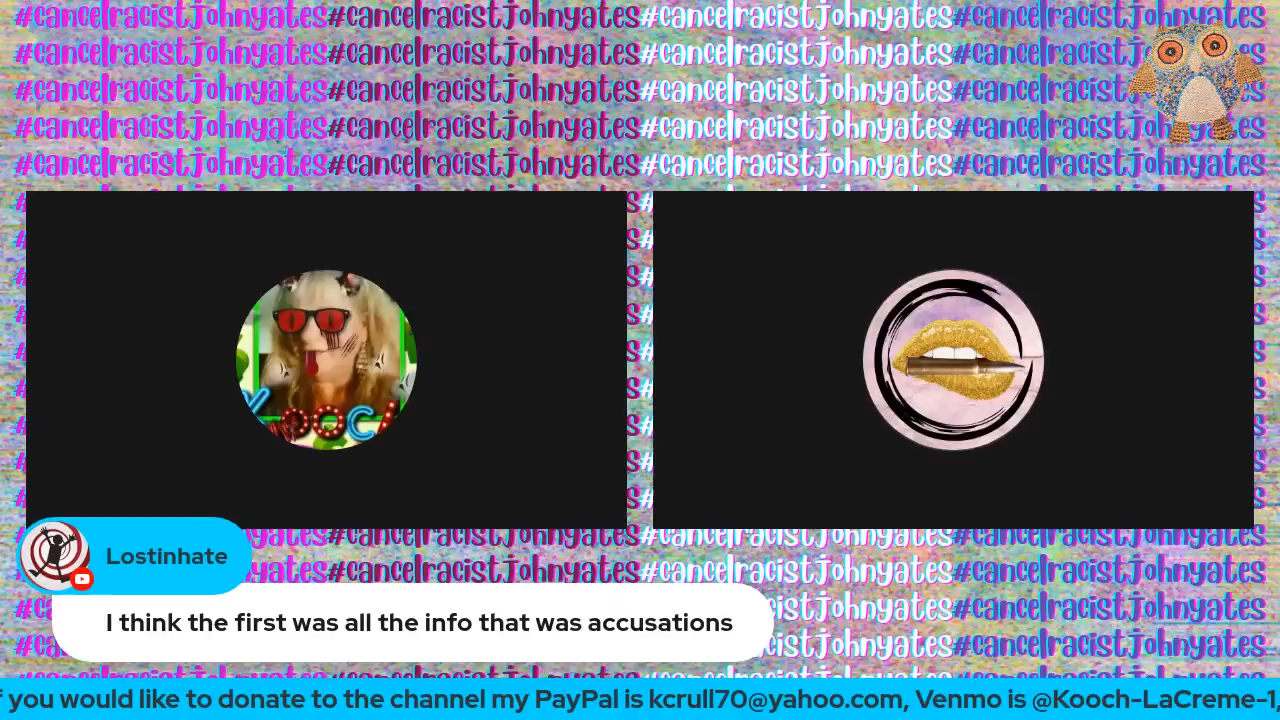 #cancelracistjohnyates#cancelracistjohnyates#cancelracistjohnyates#cancelracistjohnyates
#cancelracistjohnyates#cancelracistjohnyates#cancelracistjohnyates#cancelracistjohnyates
#cancelracistjohnyates#cancelracistjohnyates#cancelracistjohnyates#cancelracistjohnyates
#cancelracistjohnyates#cancelracistjohnyates#cancelracistjohnyates#cancelracistjohnyates
#cancelracistjohnyates#cancelracistjohnyates#cancelracistjohnyates#cancelracistjohnyates
Lostinhate
I think the first was all the info that was accusations
f you would like to donate to the channel my PayPal is kcrull70@yahoo.com, Venmo is @Kooch-LaCreme-1,